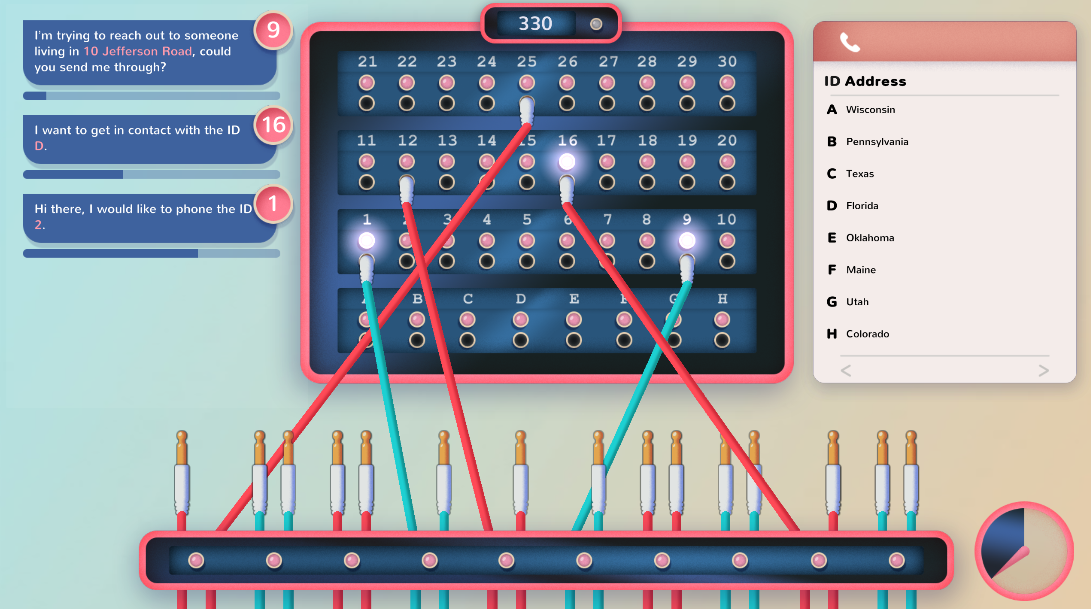 I'm trying to reach out to someone
living in 10 Jefferson Road, could
you send me through?
9
I want to get in contact with the ID
D.
16
Hi there, I would like to phone the ID
2.
1
330
21 22 23 24 25 26 27 28 29 30
11 12 13 14 15 16 17 18 19 20
1 2 3 4 5 6 7 8 9 10
A B C D E F G H
ID Address
A Wisconsin
B Pennsylvania
C Texas
D Florida
E Oklahoma
F Maine
G Utah
H Colorado
< >